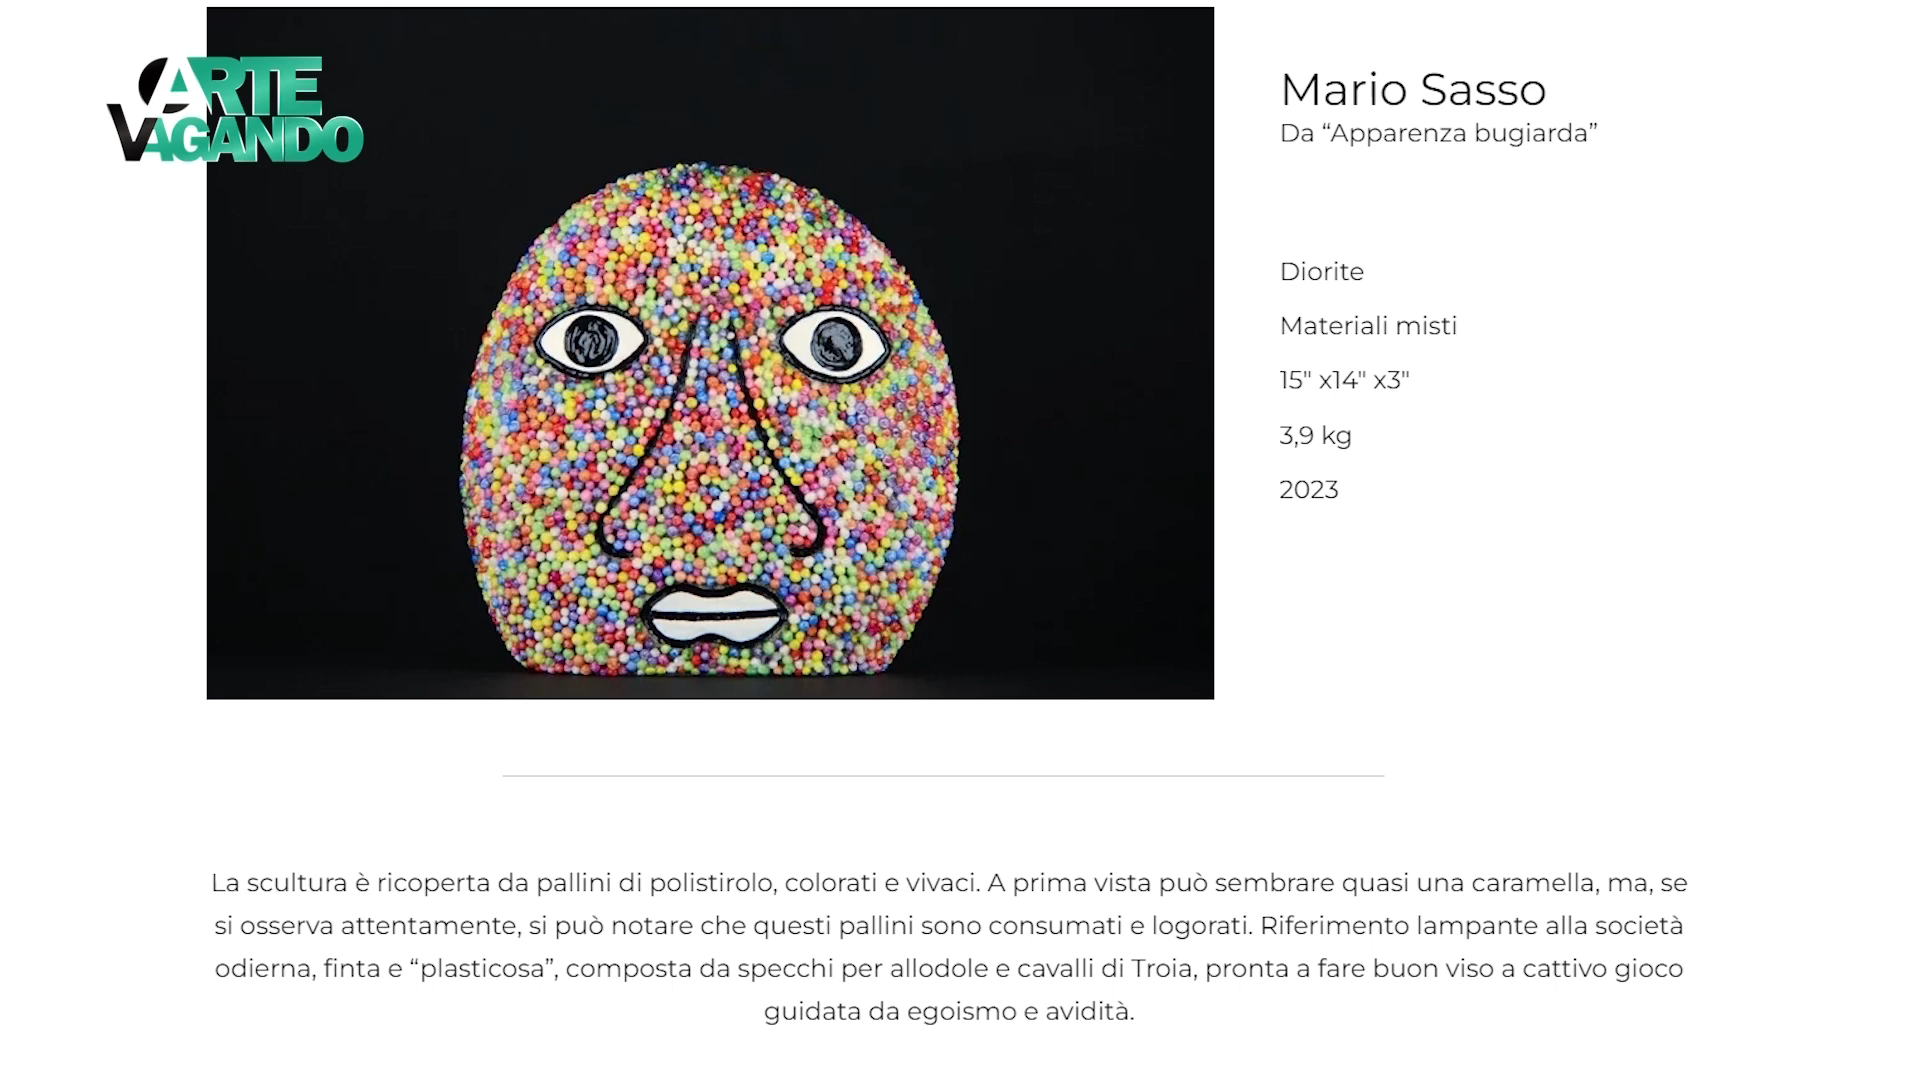 ARTE
VAGANDO
Mario Sasso
Da “Apparenza bugiarda”
Diorite
Materiali misti
15" x14" x3"
3,9 kg
2023
La scultura è ricoperta da pallini di polistirolo, colorati e vivaci. A prima vista può sembrare quasi una caramella, ma, se
si osserva attentamente, si può notare che questi pallini sono consumati e logorati. Riferimento lampante alla società
odierna, finta e “plasticosa”, composta da specchi per allodole e cavalli di Troia, pronta a fare buon viso a cattivo gioco
guidata da egoismo e avidità.